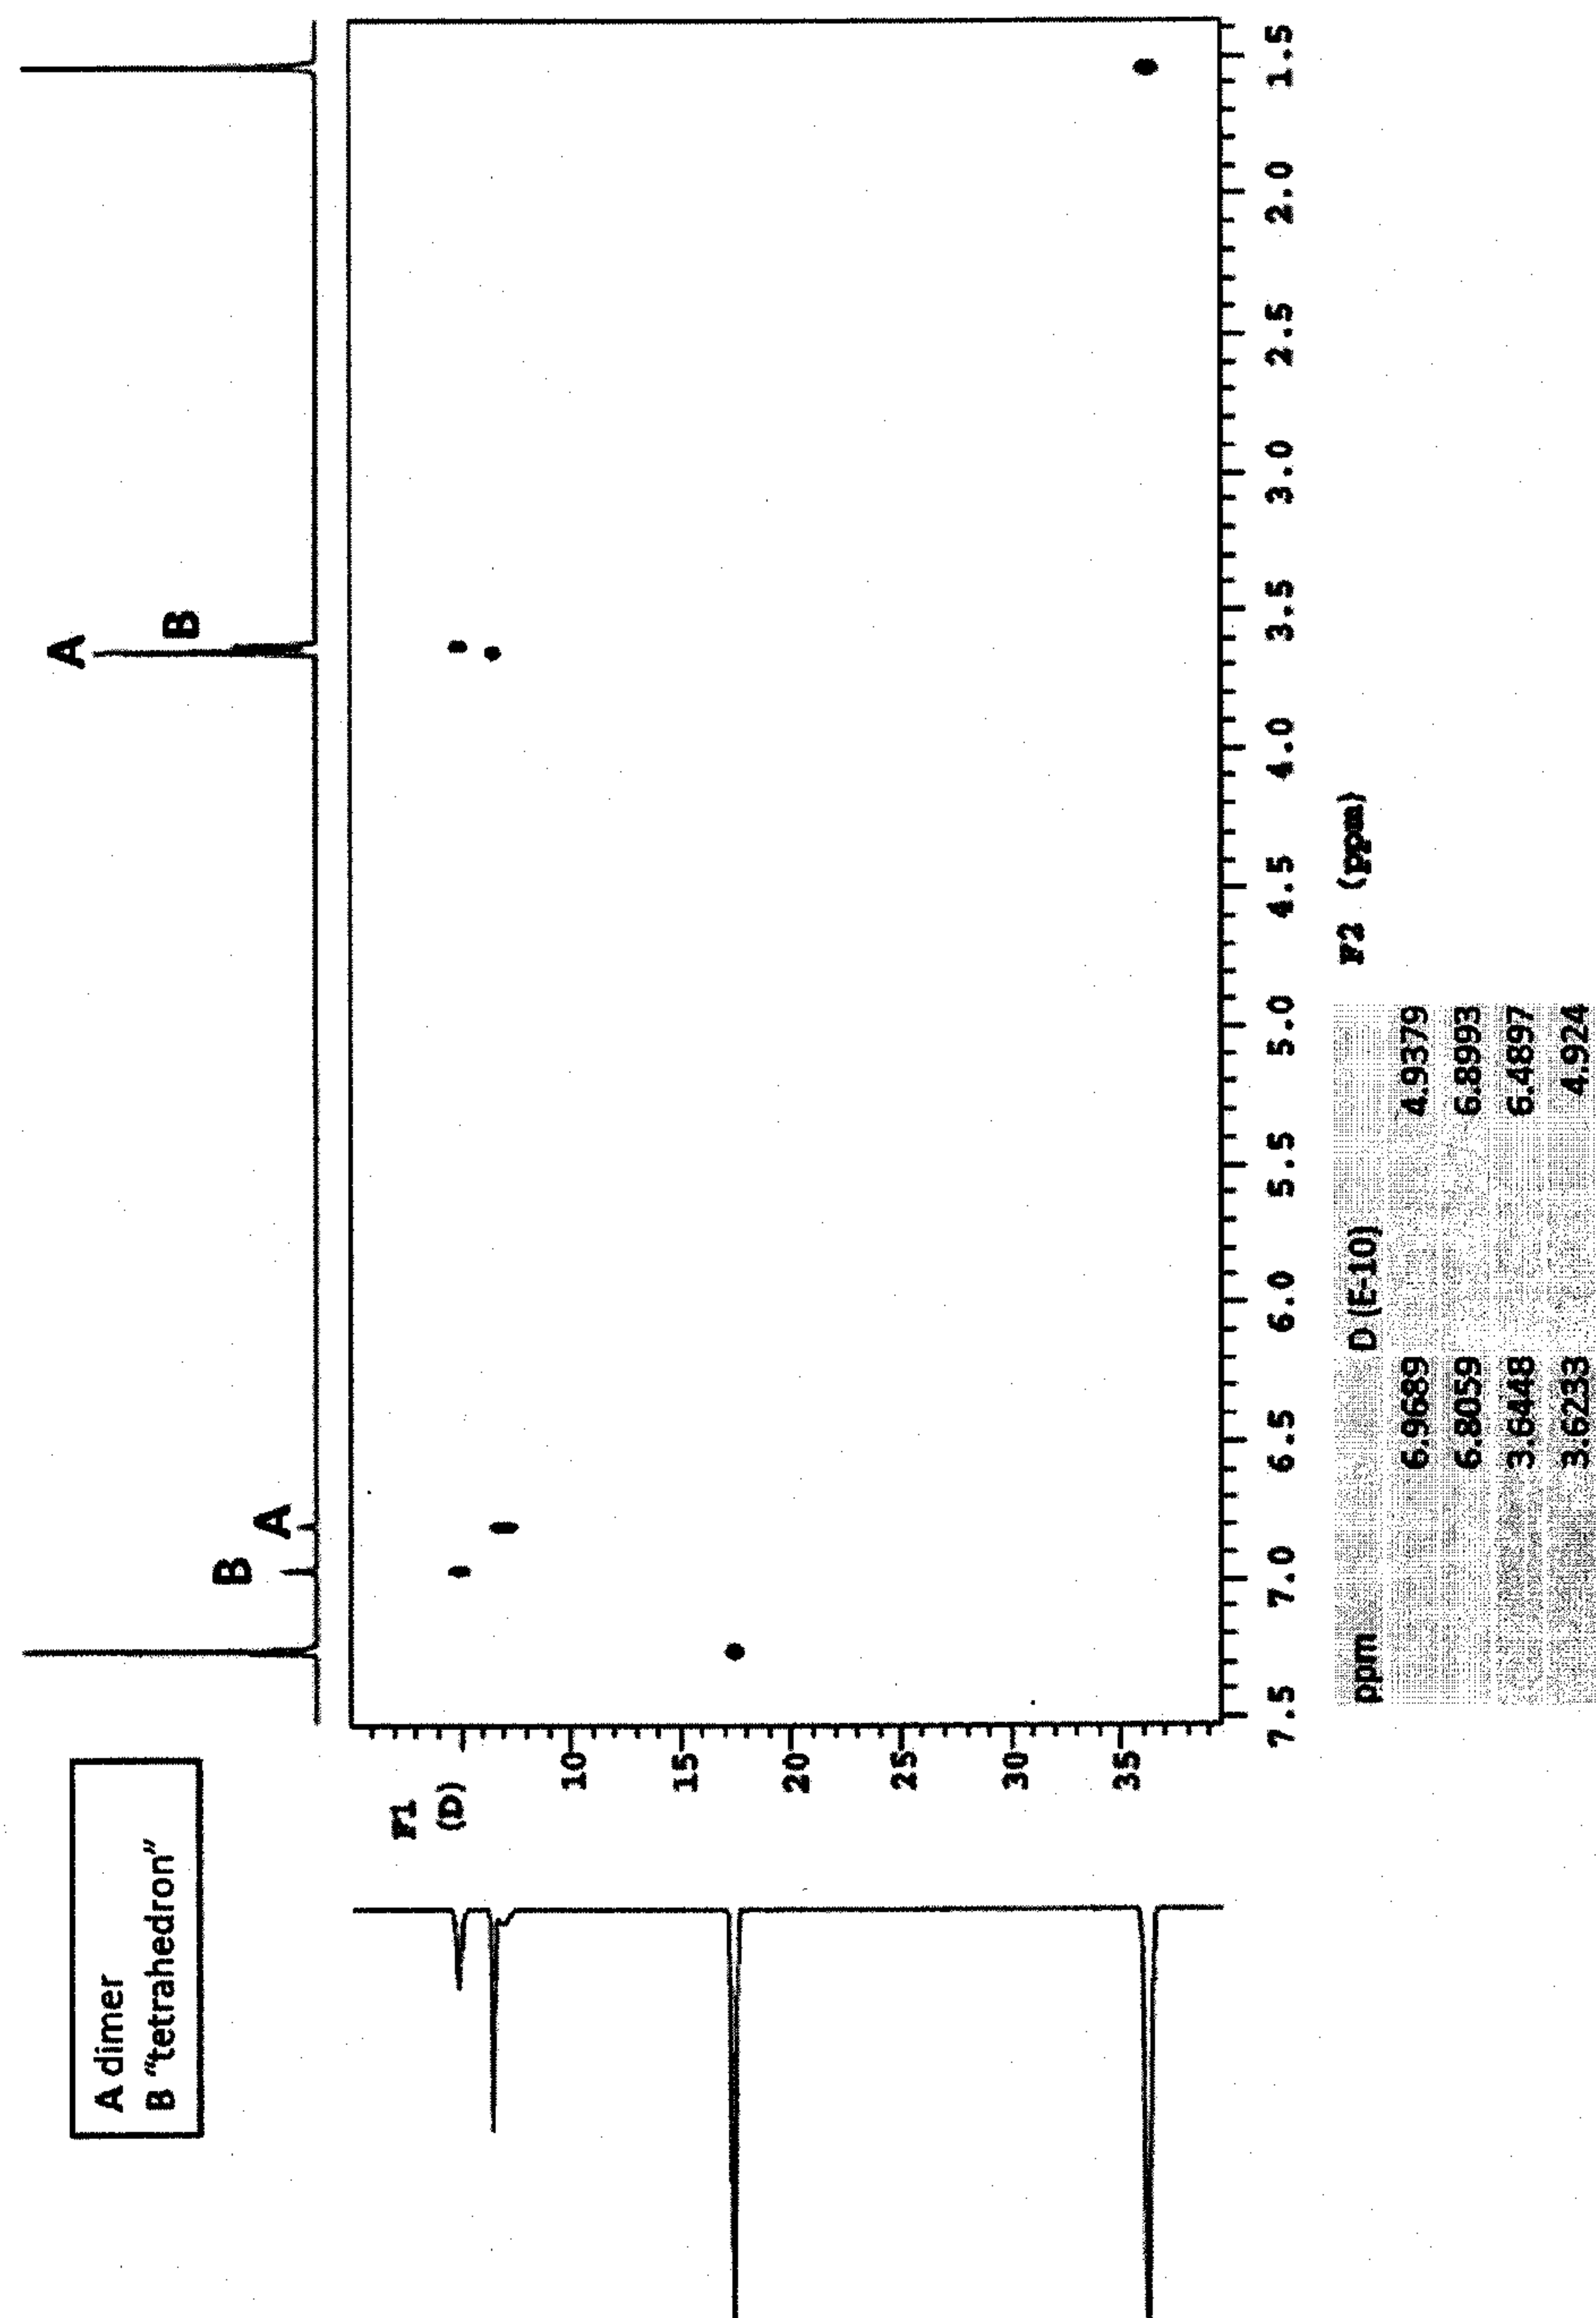 A dimer
B "tetrahedron"
B
A
A
B
F1
(D)
10
15
20
25
30
35
7.5
7.0
6.5
6.0
5.5
5.0
4.5
4.0
3.5
3.0
2.5
2.0
1.5
F2 (ppm)
ppm D (E-10)
6.9689 4.9379
6.8059 6.8993
3.6448 6.4897
3.6233 4.924